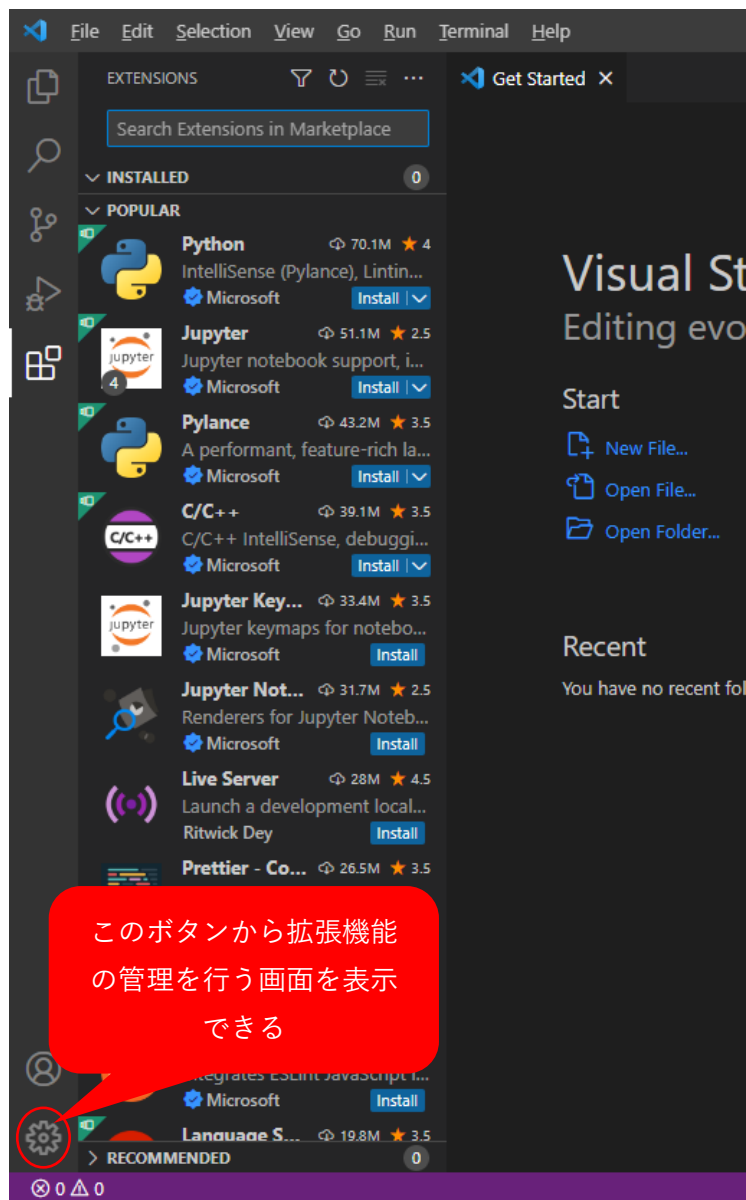 File Edit Selection View Go Run Terminal Help
EXTENSIONS
Get Started
Search Extensions in Marketplace
INSTALLED 0
POPULAR
Python 70.1M 4
IntelliSense (Pylance), Lintin...
Microsoft Install
Jupyter 51.1M 2.5
Jupyter notebook support, i...
Microsoft Install
jupyter
4
Pylance 43.2M 3.5
A performant, feature-rich la...
Microsoft Install
C/C++ 39.1M 3.5
C/C++ IntelliSense, debuggi...
Microsoft Install
C/C++
Jupyter Key... 33.4M 3.5
Jupyter keymaps for notebo...
Microsoft Install
jupyter
Jupyter Not... 31.7M 2.5
Renderers for Jupyter Noteb...
Microsoft Install
Live Server 28M 4.5
Launch a development local...
Ritwick Dey Install
Prettier - Co... 26.5M 3.5
このボタンから拡張機能
の管理を行う画面を表示
できる
Integrates ESLint JavaScript i...
Microsoft Install
Language S... 19.8M 3.5
RECOMMENDED 0
0 0
Visual St
Editing evo
Start
New File...
Open File...
Open Folder...
Recent
You have no recent fol